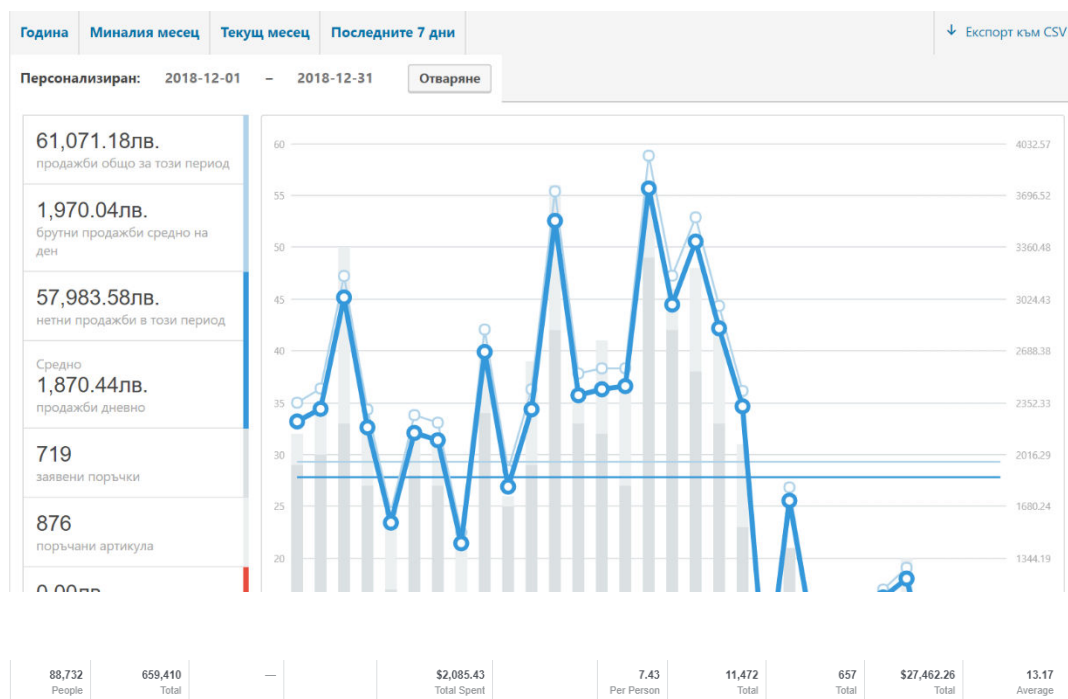 Година Миналия месец Текущ месец Последните 7 дни Експорт към CSV
Персонализиран: 2018-12-01 – 2018-12-31 Отваряне
61,071.18лв.
продажби общо за този период
1,970.04лв.
брутни продажби средно на
ден
57,983.58лв.
нетни продажби в този период
Средно
1,870.44лв.
продажби дневно
719
заявени поръчки
876
поръчани артикула
60 4032.57
55 3696.52
50 3360.48
45 3024.43
40 2688.38
35 2352.33
30 2016.29
25 1680.24
20 1344.19
88,732 659,410 — $2,085.43 7.43 11,472 657 $27,462.26 13.17
People Total Total Spent Per Person Total Total Total Average